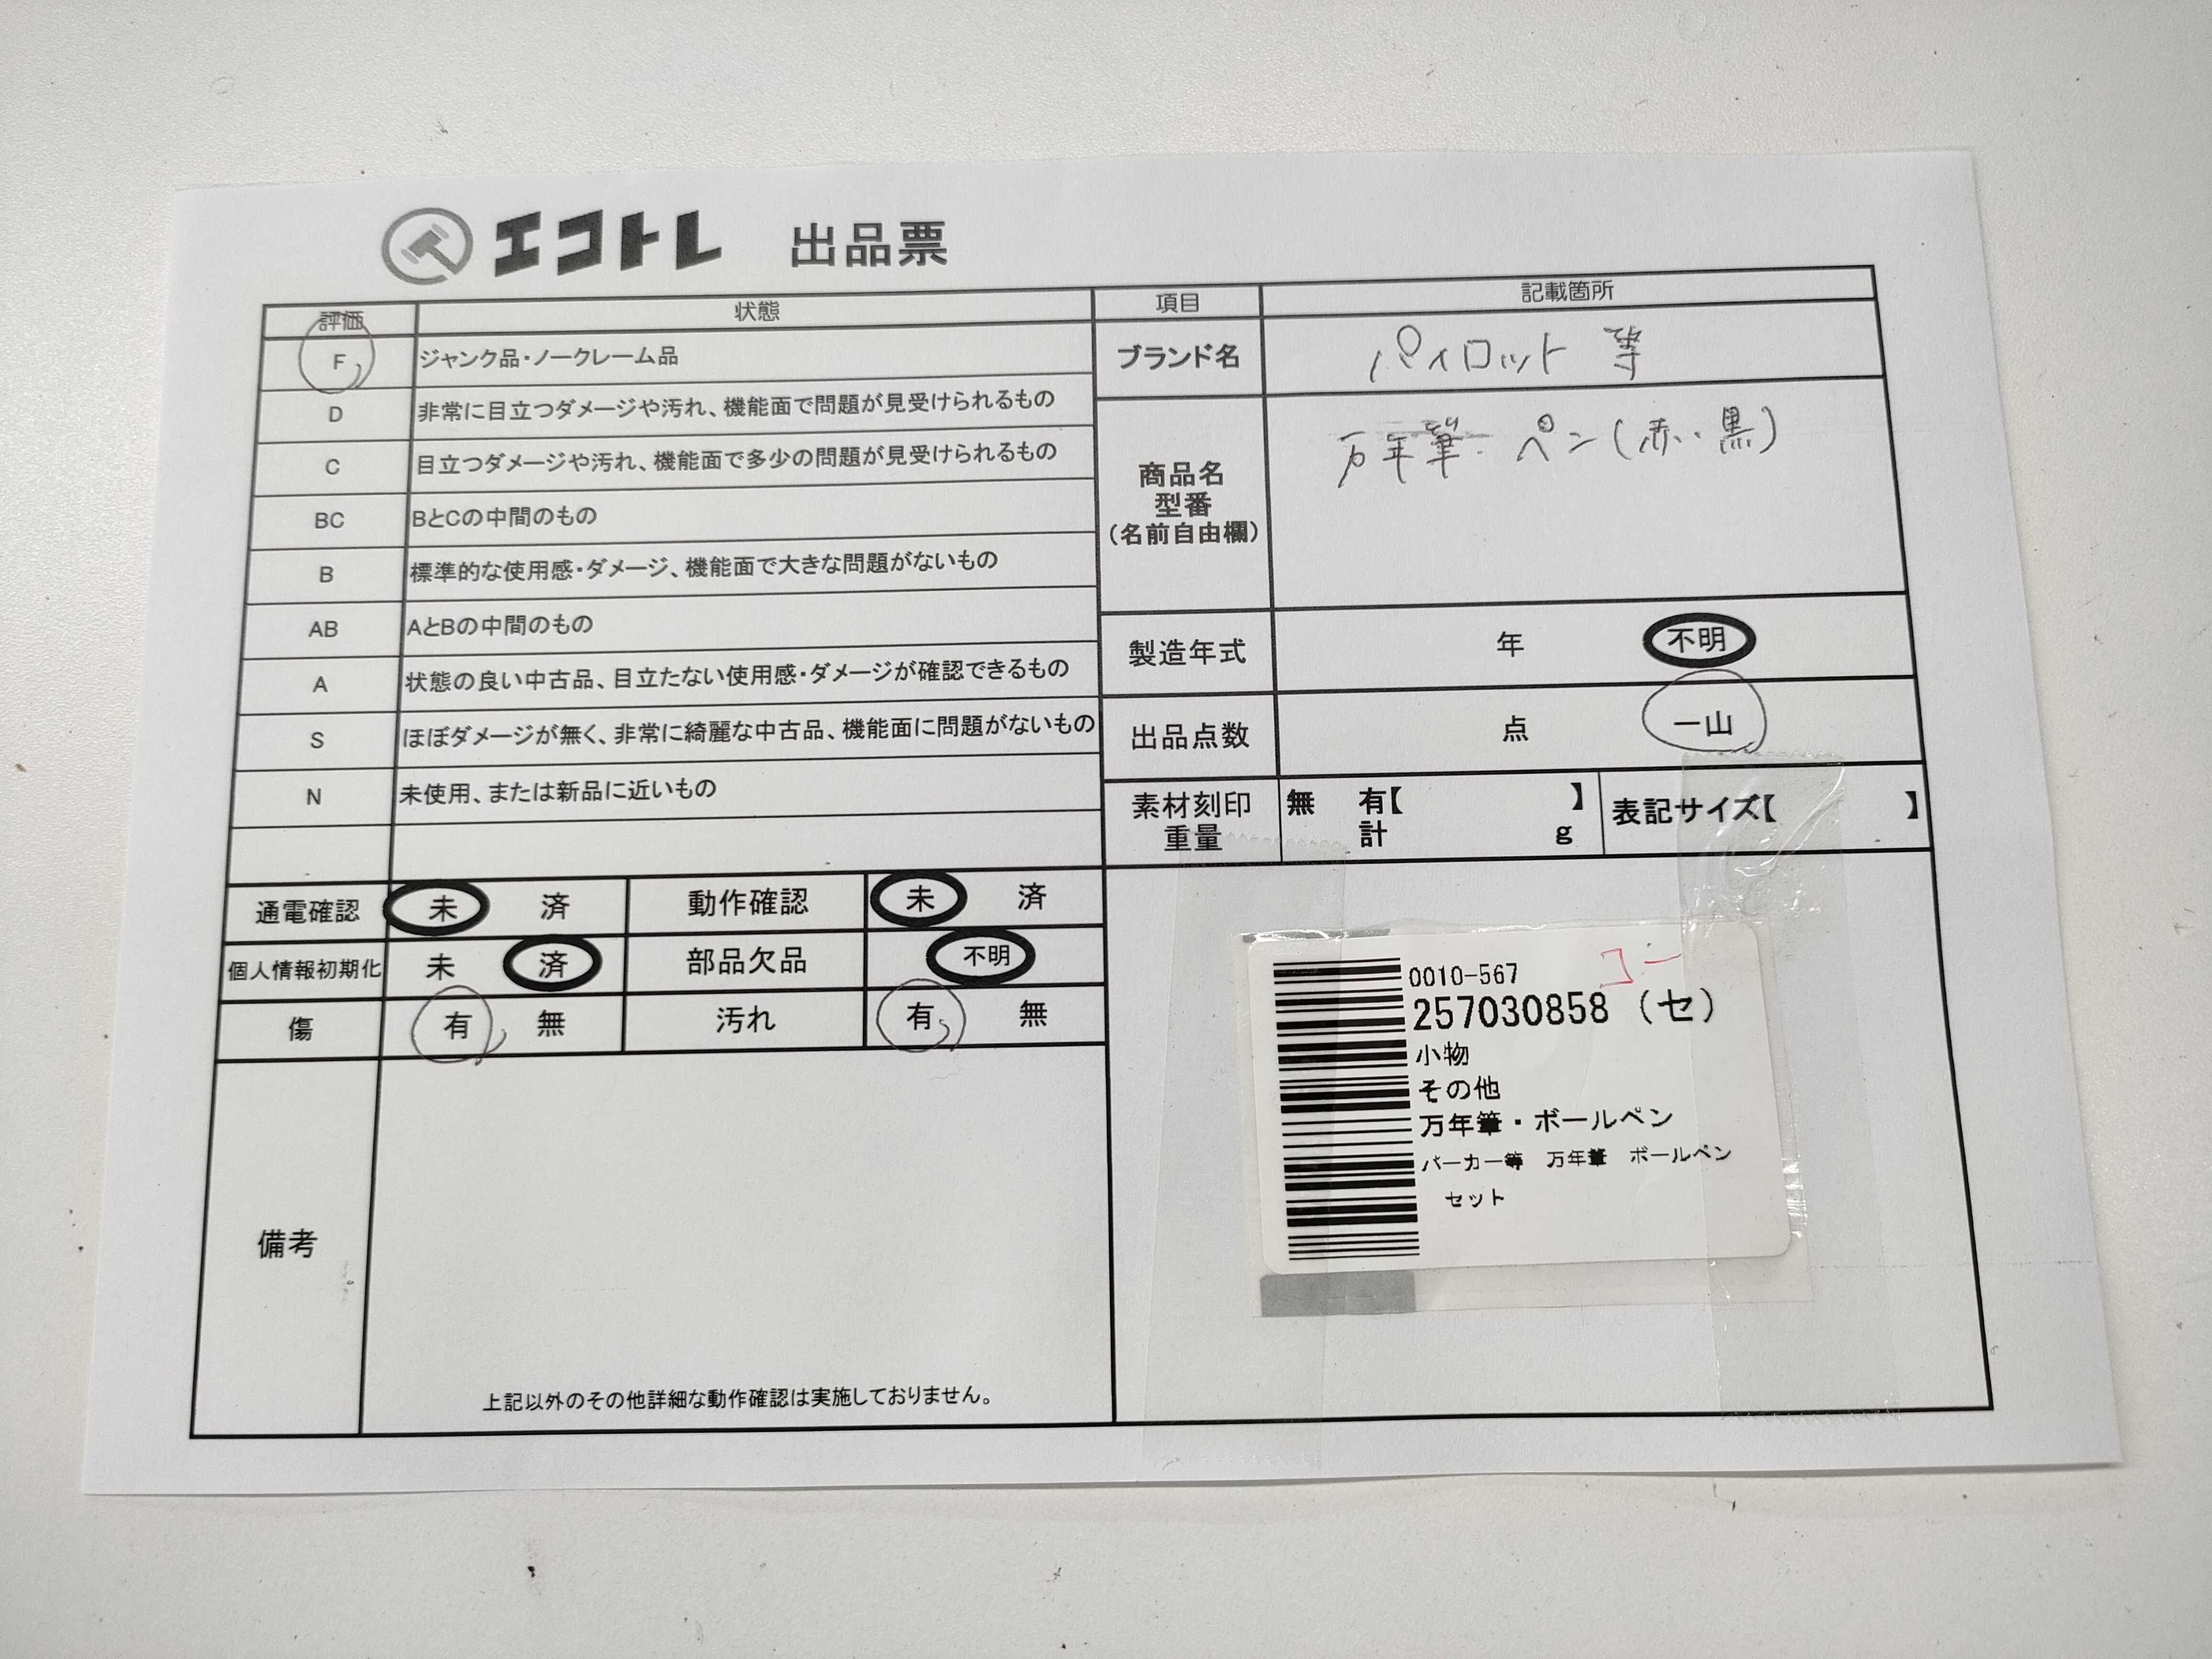 エコトレ 出品票
評価 状態
F ジャンク品・ノークレーム品
D 非常に目立つダメージや汚れ、機能面で問題が見受けられるもの
C 目立つダメージや汚れ、機能面で多少の問題が見受けられるもの
BC BとCの中間のもの
B 標準的な使用感・ダメージ、機能面で大きな問題がないもの
AB AとBの中間のもの
A 状態の良い中古品、目立たない使用感・ダメージが確認できるもの
S ほぼダメージが無く、非常に綺麗な中古品、機能面に問題がないもの
N 未使用、または新品に近いもの
通電確認 未 済 動作確認 未 済
個人情報初期化 未 済 部品欠品 不明
傷 有 無 汚れ 有 無
備考
上記以外のその他詳細な動作確認は実施しておりません。
項目 記載箇所
ブランド名 パイロット 等
商品名
型番
(名前自由欄)
万年筆・ペン(赤・黒)
製造年式 年 不明
出品点数 点 一山
素材刻印 無 有【 】 表記サイズ【 】
重量 計 g
0010-567
257030858 (セ)
小物
その他
万年筆・ボールペン
パーカー等 万年筆 ボールペン
セット